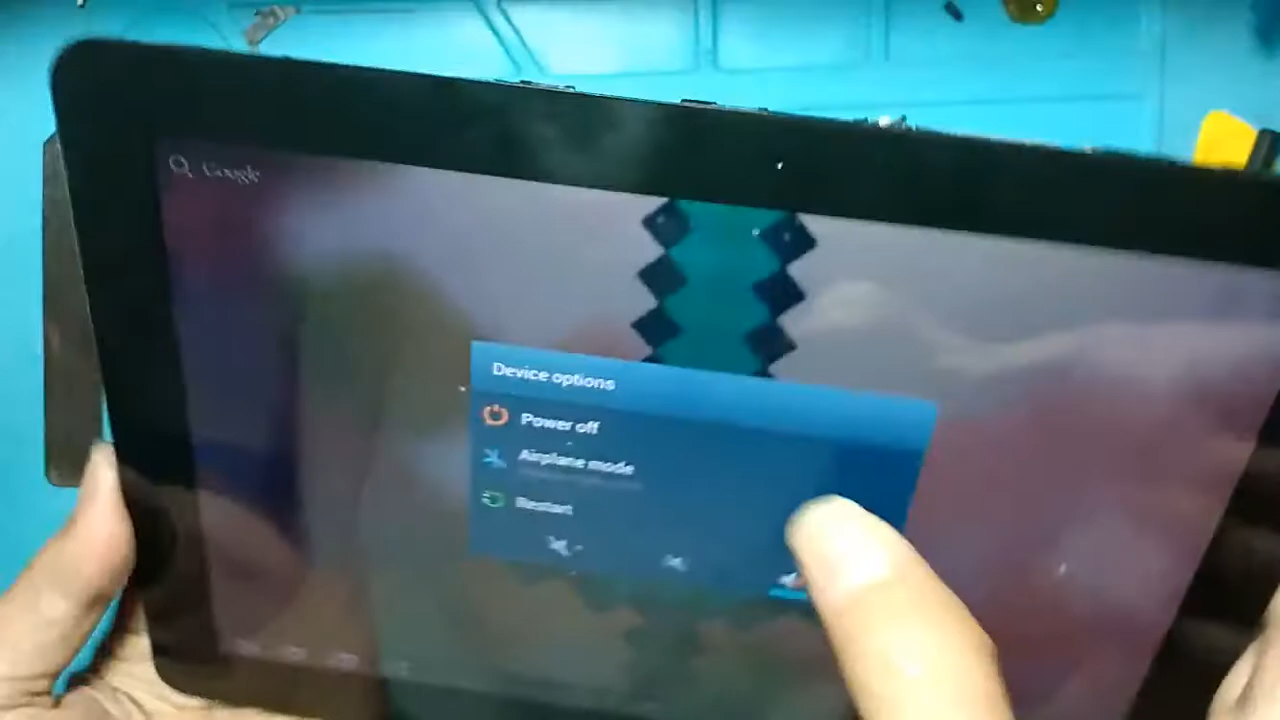 Google
Device options
Power off
Airplane mode
Restart